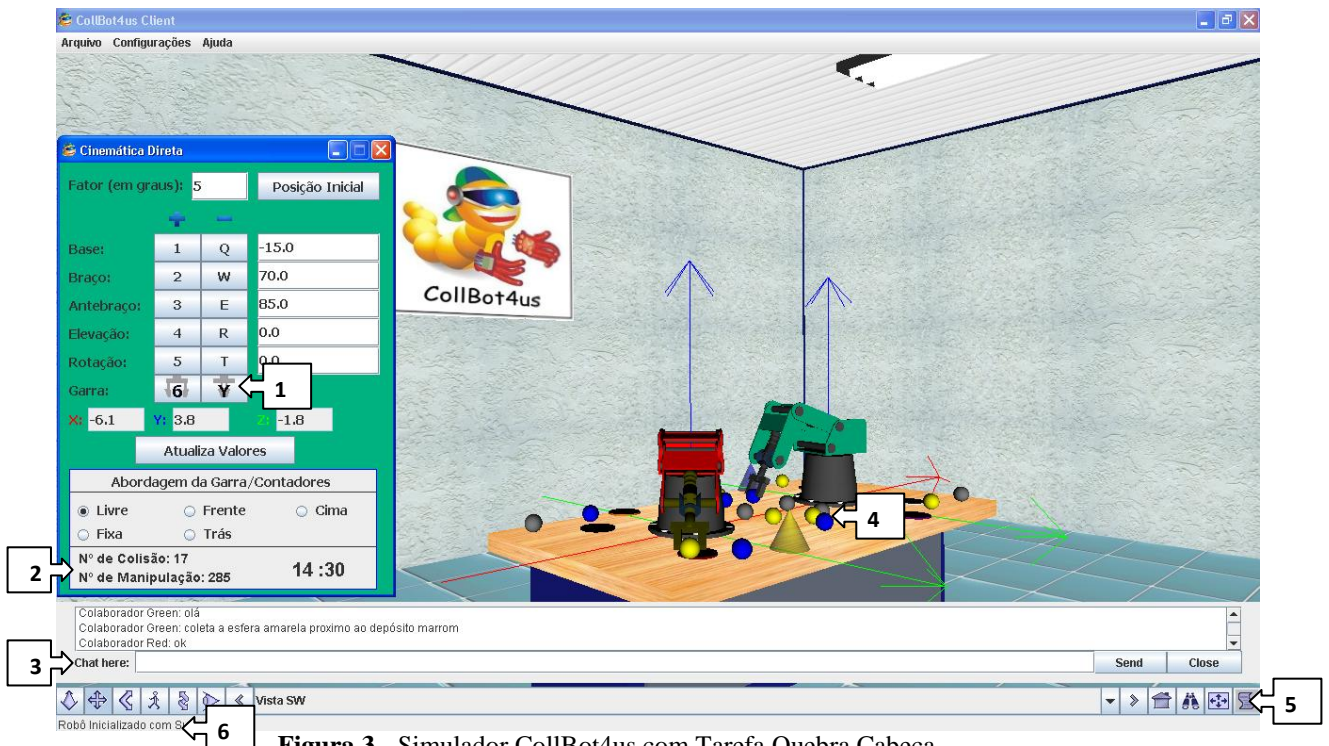 CollBot4us Client
Arquivo Configurações Ajuda
Cinemática Direta
Fator (em graus): 5 Posição Inicial
Base: 1 Q -15.0
Braço: 2 W 70.0
Antebraço: 3 E 85.0
Elevação: 4 R 0.0
Rotação: 5 T 0.0
Garra: 6 Y 1
X: -6.1 Y: 3.8 Z: -1.8
Atualiza Valores
Abordagem da Garra/Contadores
Livre Frente Cima
Fixa Trás
2 Nº de Colisão: 17
Nº de Manipulação: 285 14 :30
CollBot4us
4
Colaborador Green: olá
Colaborador Green: coleta a esfera amarela proximo ao depósito marrom
Colaborador Red: ok
3 Chat here: Send Close
Vista SW 5
Robô Inicializado com 6
Figura 3 Simulador CollBot4us com Tarefa Quebra Cabeça